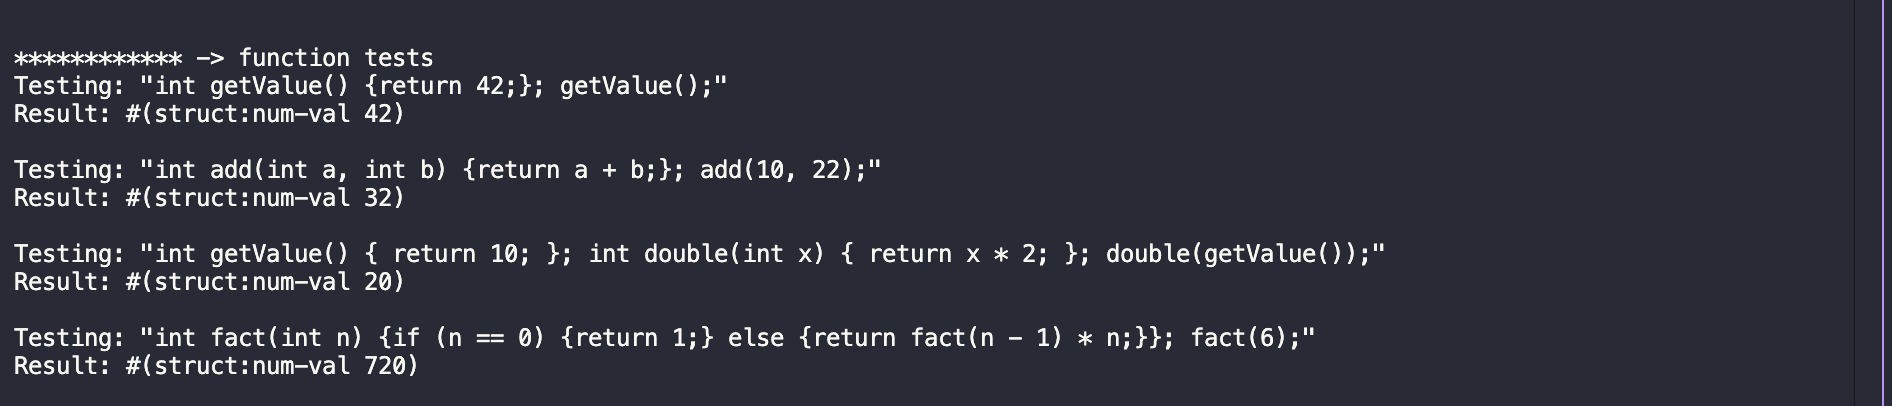 ************ -> function tests
Testing: "int getValue() {return 42;}; getValue();"
Result: #(struct:num-val 42)
Testing: "int add(int a, int b) {return a + b;}; add(10, 22);"
Result: #(struct:num-val 32)
Testing: "int getValue() { return 10; }; int double(int x) { return x * 2; }; double(getValue());"
Result: #(struct:num-val 20)
Testing: "int fact(int n) {if (n == 0) {return 1;} else {return fact(n - 1) * n;}}; fact(6);"
Result: #(struct:num-val 720)